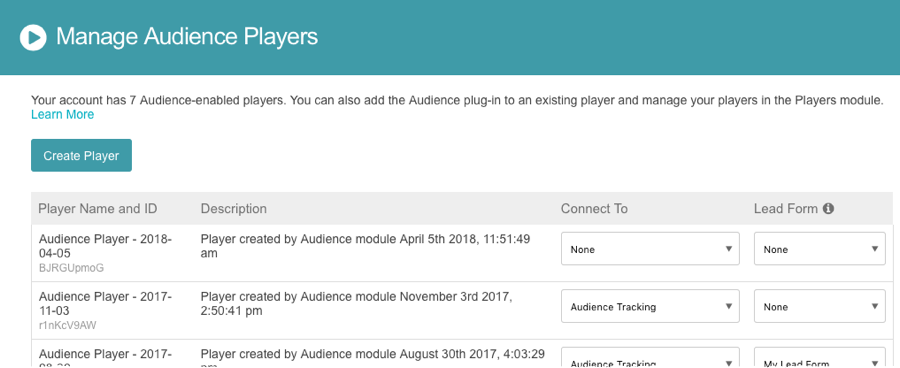 Manage Audience Players
Your account has 7 Audience-enabled players. You can also add the Audience plug-in to an existing player and manage your players in the Players module.
Learn More
Create Player
Player Name and ID Description Connect To Lead Form
Audience Player - 2018-
04-05
BJRGUpmoG
Player created by Audience module April 5th 2018, 11:51:49
am
None
None
Audience Player - 2017-
11-03
r1nKcV9AW
Player created by Audience module November 3rd 2017,
2:50:41 pm
Audience Tracking
None
Audience Player - 2017-
Player created by Audience module August 30th 2017, 4:03:29
Audience Tracking
My Lead Form